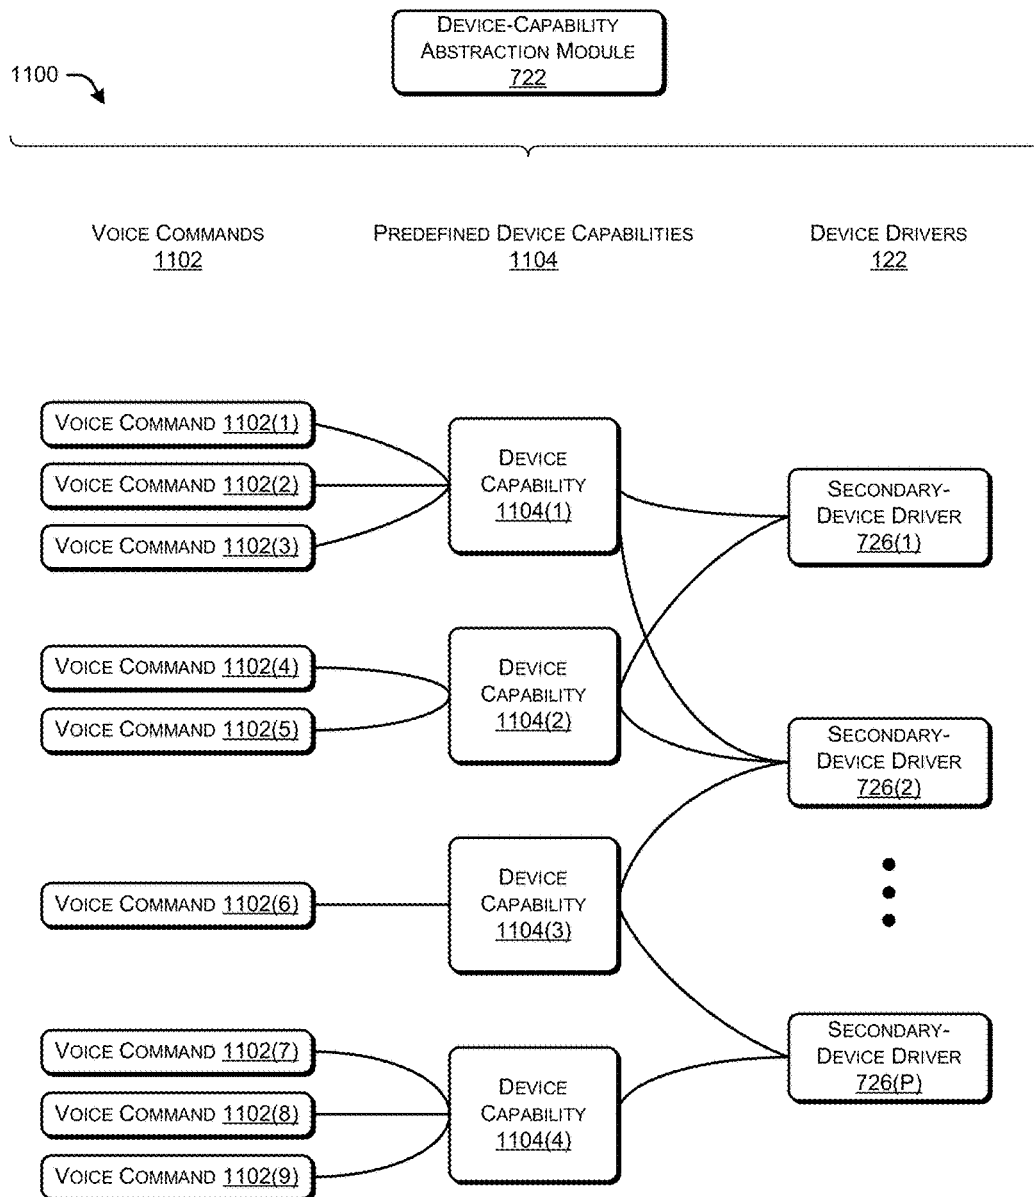 DEVICE-CAPABILITY
ABSTRACTION MODULE
722
1100
VOICE COMMANDS
1102
PREDEFINED DEVICE CAPABILITIES
1104
DEVICE DRIVERS
122
VOICE COMMAND 1102(1)
VOICE COMMAND 1102(2)
VOICE COMMAND 1102(3)
DEVICE
CAPABILITY
1104(1)
SECONDARY-
DEVICE DRIVER
726(1)
VOICE COMMAND 1102(4)
VOICE COMMAND 1102(5)
DEVICE
CAPABILITY
1104(2)
SECONDARY-
DEVICE DRIVER
726(2)
VOICE COMMAND 1102(6)
DEVICE
CAPABILITY
1104(3)
VOICE COMMAND 1102(7)
VOICE COMMAND 1102(8)
VOICE COMMAND 1102(9)
DEVICE
CAPABILITY
1104(4)
SECONDARY-
DEVICE DRIVER
726(P)